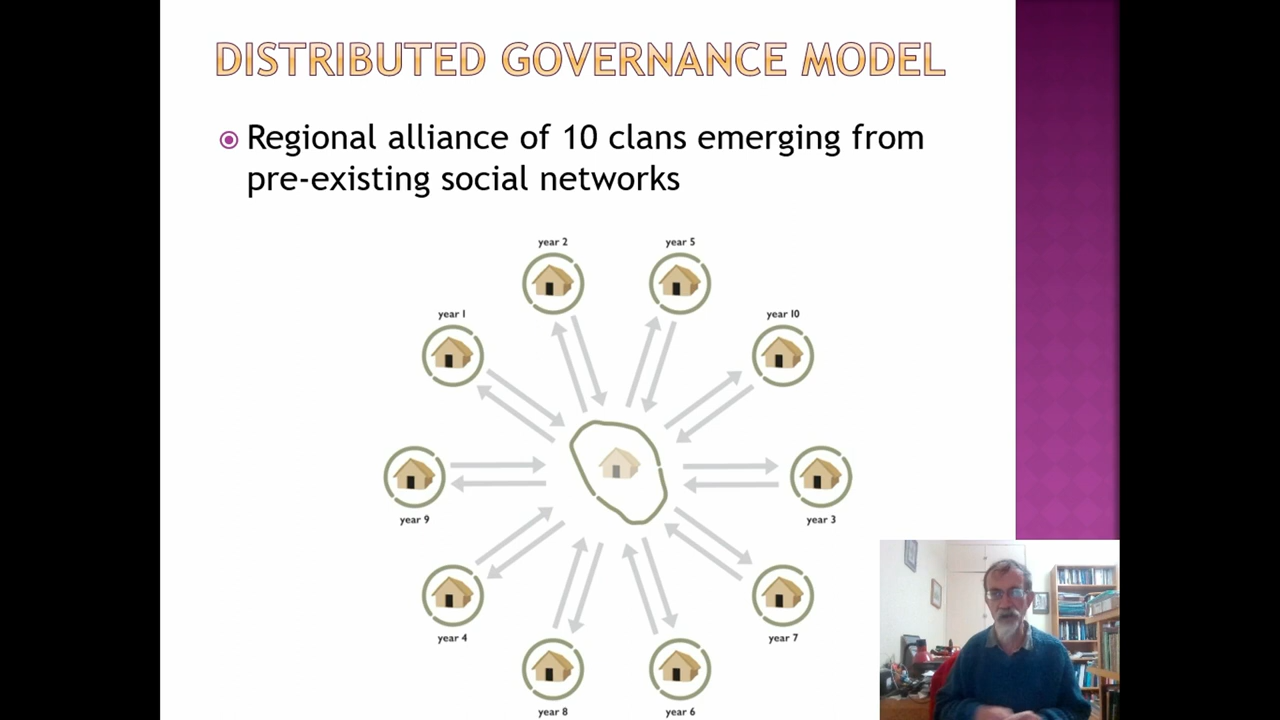 DISTRIBUTED GOVERNANCE MODEL
Regional alliance of 10 clans emerging from
pre-existing social networks
year 2
year 5
year 1
year 10
year 9
year 3
year 4
year 7
year 8
year 6